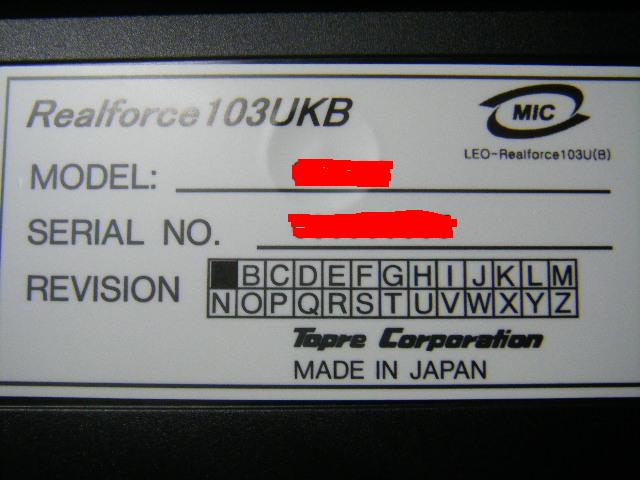 Realforce103UKB
MIC
LEO-Realforce103U(B)
MODEL:
SERIAL NO.
REVISION
BCDEFGHIJKLM
NOPQRSTUVWXYZ
Topre Corporation
MADE IN JAPAN